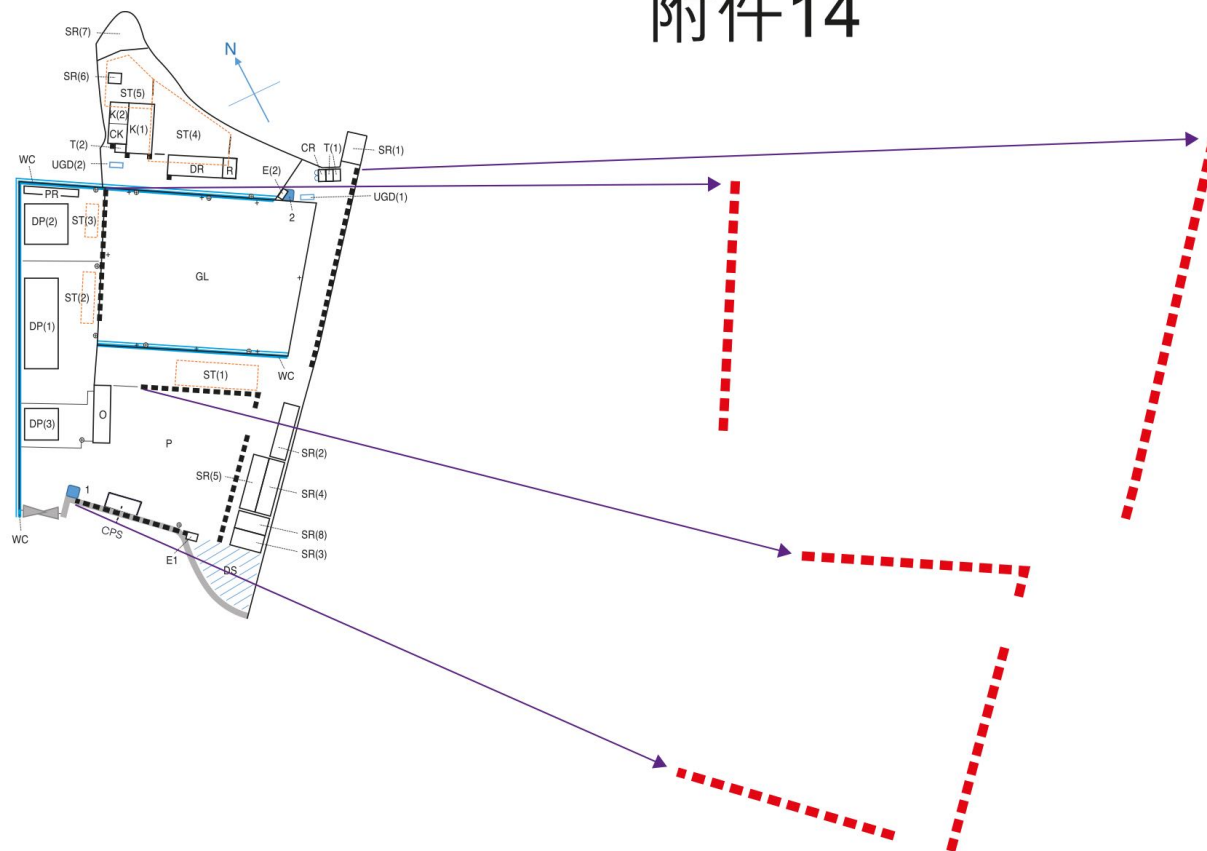 附件14
SR(7)
N
SR(6)
ST(5)
K(2)
K(1)
CK
ST(4)
T(2)
CR
T(1)
SR(1)
WC
UGD(2)
DR
R
E(2)
PR
UGD(1)
2
DP(2)
ST(3)
GL
ST(2)
DP(1)
WC
ST(1)
O
DP(3)
P
SR(2)
SR(5)
SR(4)
1
CPS
SR(8)
WC
E1
SR(3)
DS